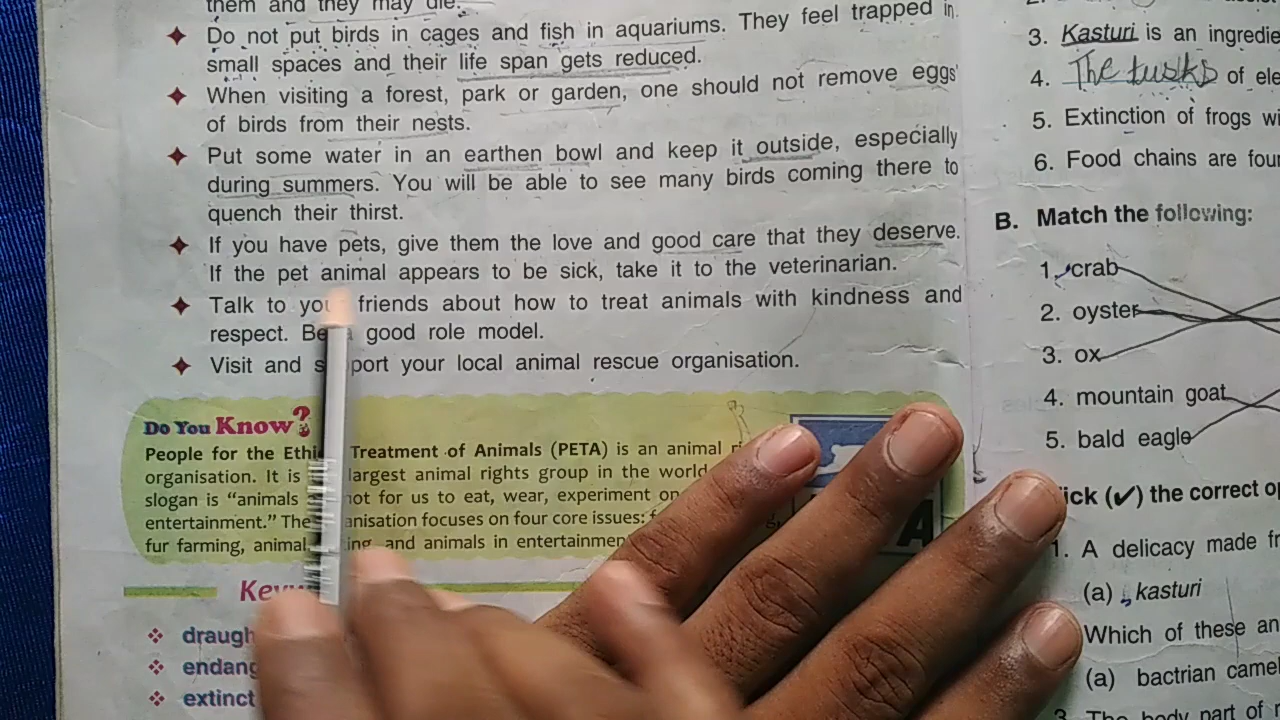 them and they may die.
✦ Do not put birds in cages and fish in aquariums. They feel trapped in
small spaces and their life span gets reduced.
✦ When visiting a forest, park or garden, one should not remove eggs
of birds from their nests.
✦ Put some water in an earthen bowl and keep it outside, especially
during summers. You will be able to see many birds coming there to
quench their thirst.
✦ If you have pets, give them the love and good care that they deserve.
If the pet animal appears to be sick, take it to the veterinarian.
✦ Talk to you friends about how to treat animals with kindness and
respect. Be good role model.
✦ Visit and port your local animal rescue organisation.
Do You Know?
People for the Treatment of Animals (PETA) is an animal
organisation. It is largest animal rights group in the world
slogan is “animals not for us to eat, wear, experiment on
entertainment.” The anisation focuses on four core issues:
fur farming, animal and animals in entertainmen
❖ draugh
❖ endang
❖ extinct
3. Kasturi is an ingredie
4. The tusks of ele
5. Extinction of frogs wi
6. Food chains are foun
B. Match the following:
1. crab
2. oyster
3. ox
4. mountain goat
5. bald eagle
ick (✔) the correct op
1. A delicacy made fr
(a) kasturi
Which of these an
(a) bactrian camel
3. The body part of